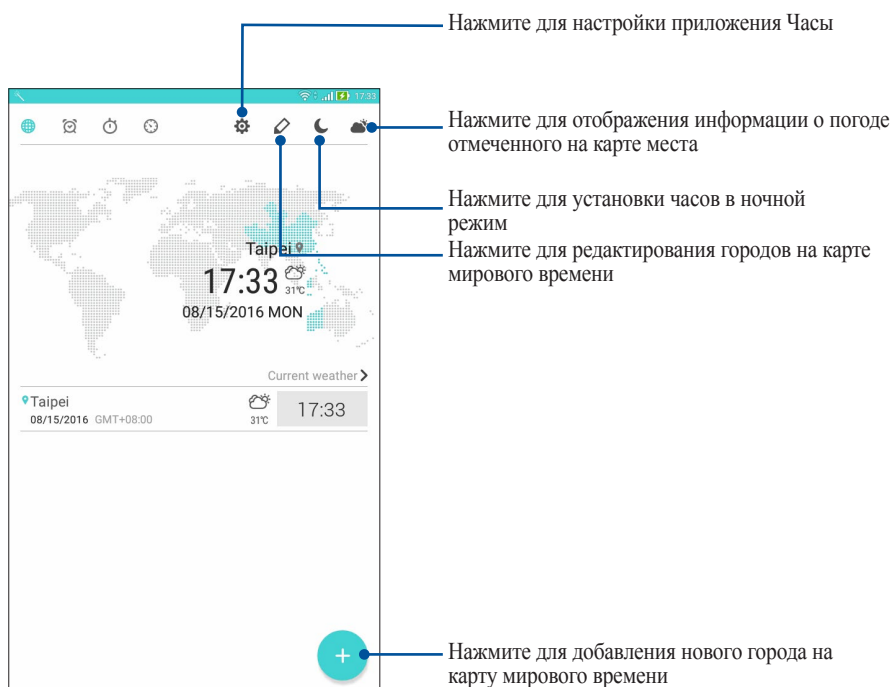 Нажмите для настройки приложения Часы
17:33
Нажмите для отображения информации о погоде
отмеченного на карте места
Нажмите для установки часов в ночной
режим
Нажмите для редактирования городов на карте
мирового времени
Taipei
17:33
31°C
08/15/2016 MON
Current weather
Taipei
08/15/2016 GMT+08:00
31°C
17:33
Нажмите для добавления нового города на
карту мирового времени